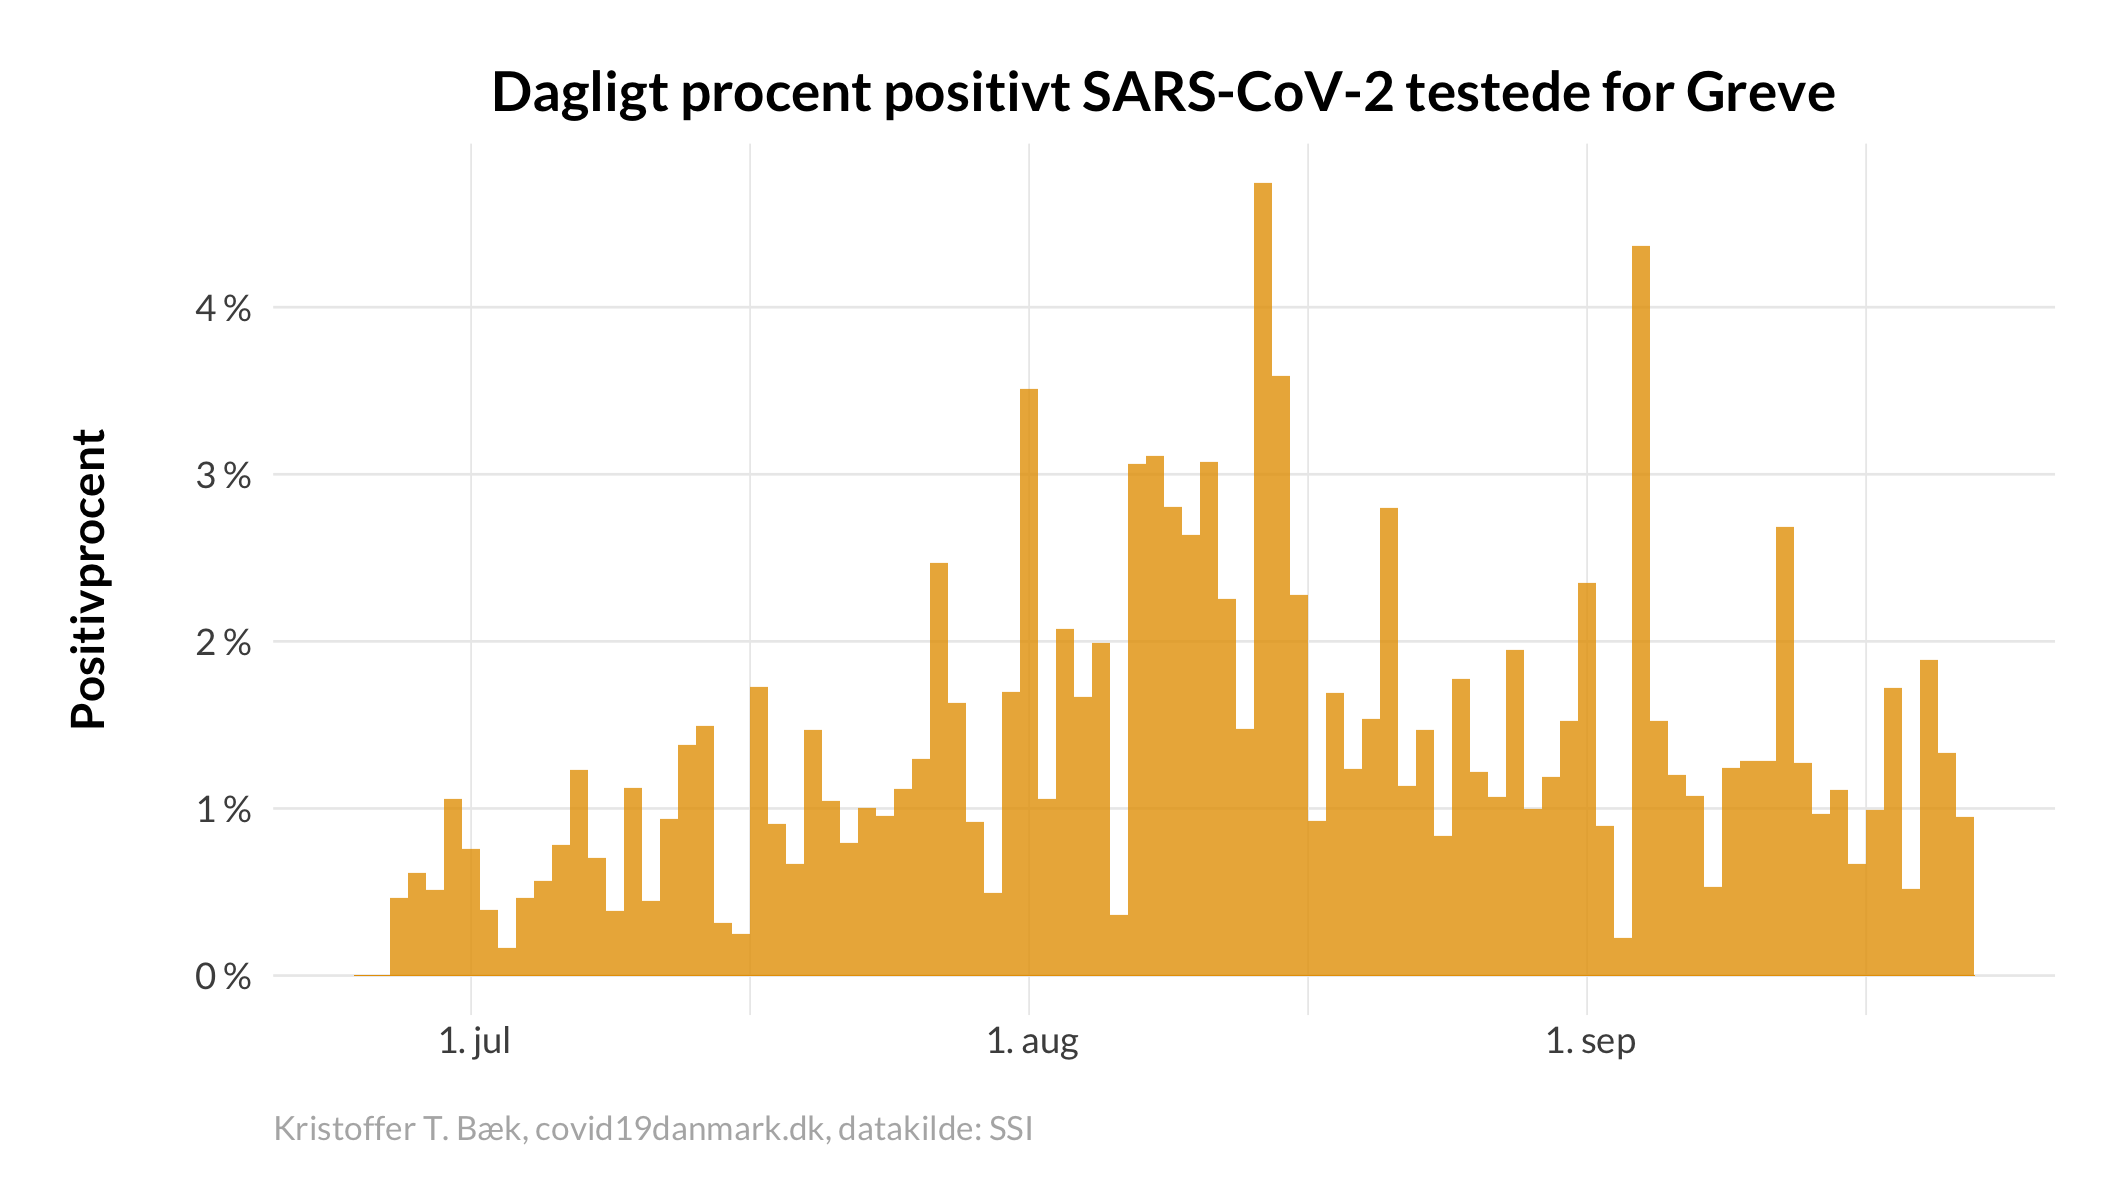 Dagligt procent positivt SARS-CoV-2 testede for Greve
Positivprocent
4 %
3 %
2 %
1 %
0 %
1. jul
1. aug
1. sep
Kristoffer T. Bæk, covid19danmark.dk, datakilde: SSI